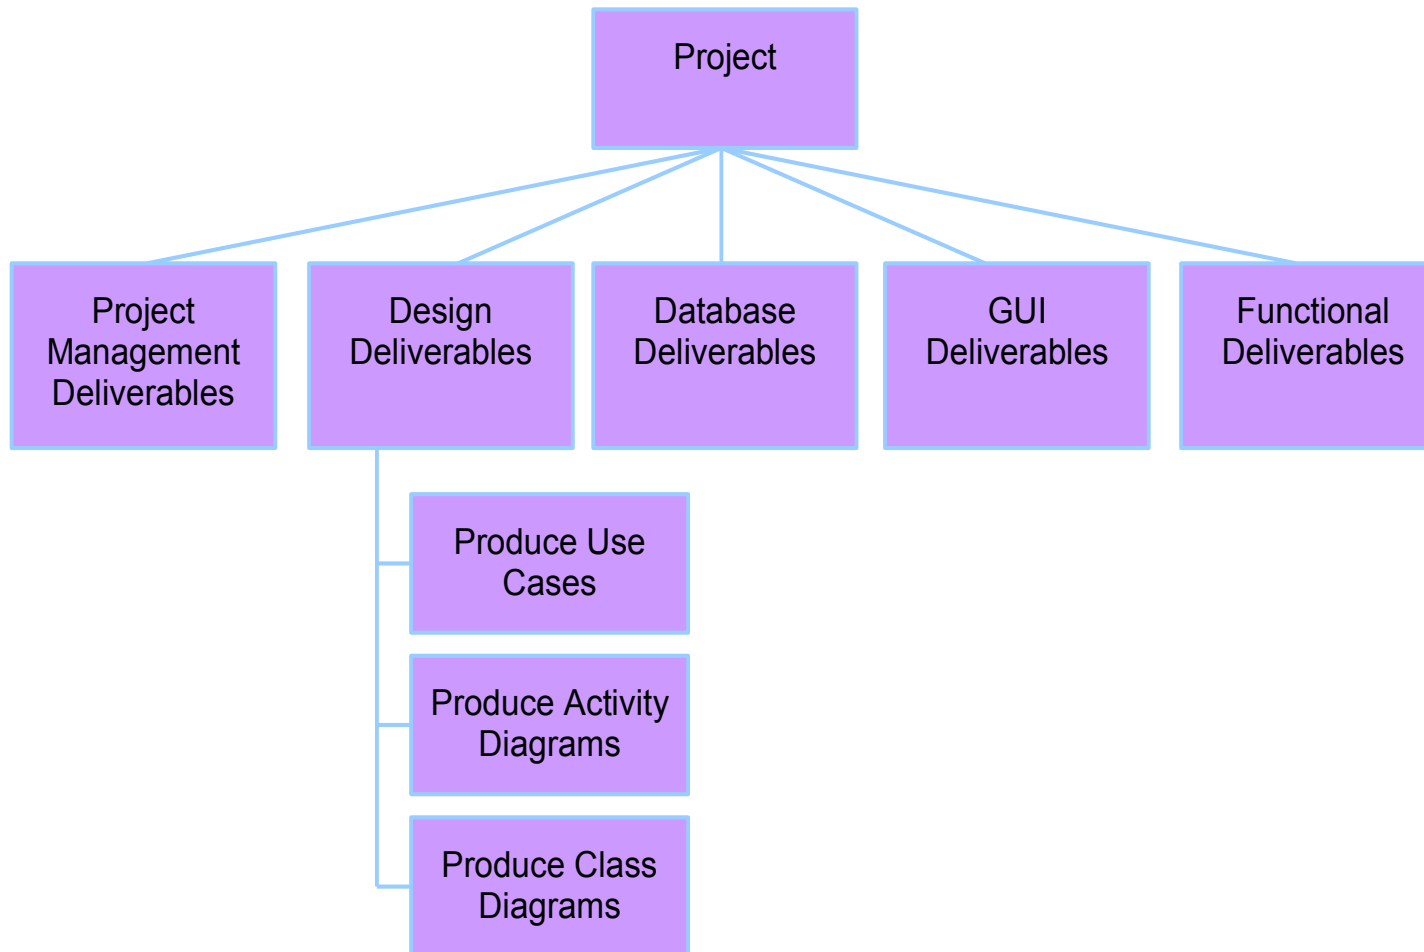 Project
Project
Management
Deliverables
Design
Deliverables
Database
Deliverables
GUI
Deliverables
Functional
Deliverables
Produce Use
Cases
Produce Activity
Diagrams
Produce Class
Diagrams